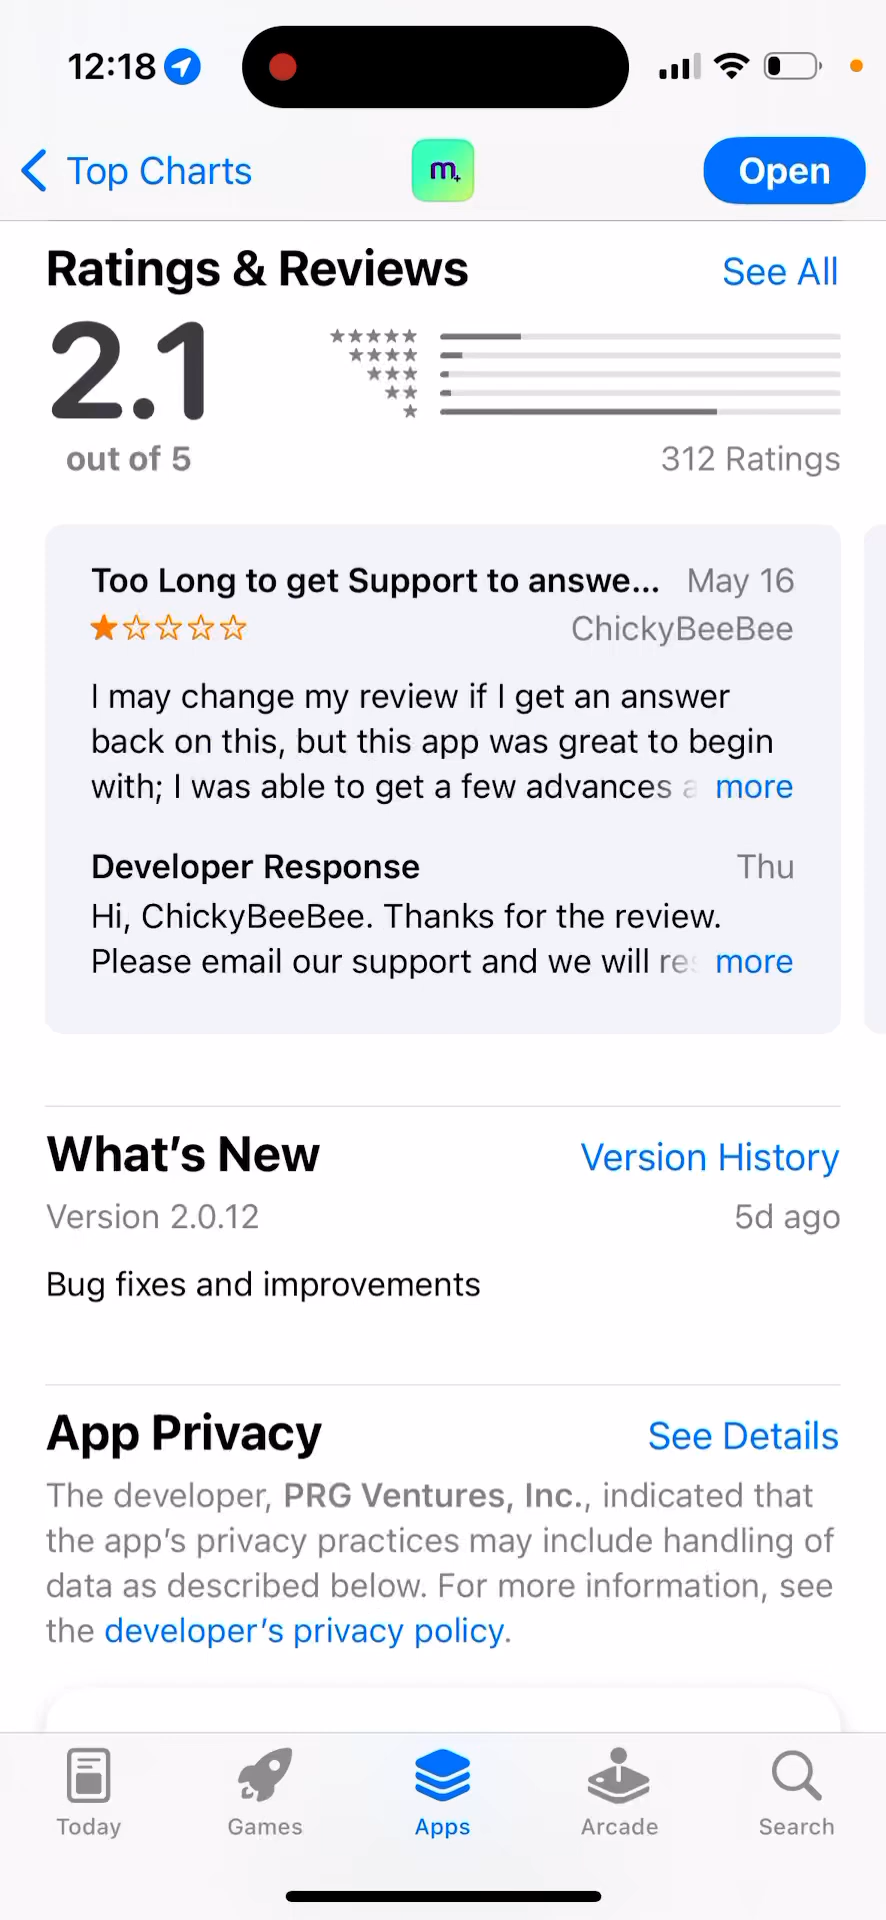 12:18
Top Charts
m+
Open
Ratings & Reviews
See All
2.1
out of 5
312 Ratings
Too Long to get Support to answe...
May 16
ChickyBeeBee
I may change my review if I get an answer
back on this, but this app was great to begin
with; I was able to get a few advances a more
Developer Response
Thu
Hi, ChickyBeeBee. Thanks for the review.
Please email our support and we will res more
What's New
Version History
Version 2.0.12
5d ago
Bug fixes and improvements
App Privacy
See Details
The developer, PRG Ventures, Inc., indicated that
the app's privacy practices may include handling of
data as described below. For more information, see
the developer's privacy policy.
Today
Games
Apps
Arcade
Search